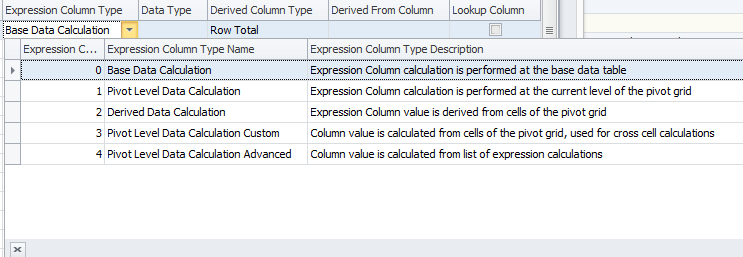 Expression Column Type Data Type Derived Column Type Derived From Column Lookup Column
Base Data Calculation Row Total
Expression C... Expression Column Type Name Expression Column Type Description
0 Base Data Calculation Expression Column calculation is performed at the base data table
1 Pivot Level Data Calculation Expression Column calculation is performed at the current level of the pivot grid
2 Derived Data Calculation Expression Column value is derived from cells of the pivot grid
3 Pivot Level Data Calculation Custom Column value is calculated from cells of the pivot grid, used for cross cell calculations
4 Pivot Level Data Calculation Advanced Column value is calculated from list of expression calculations